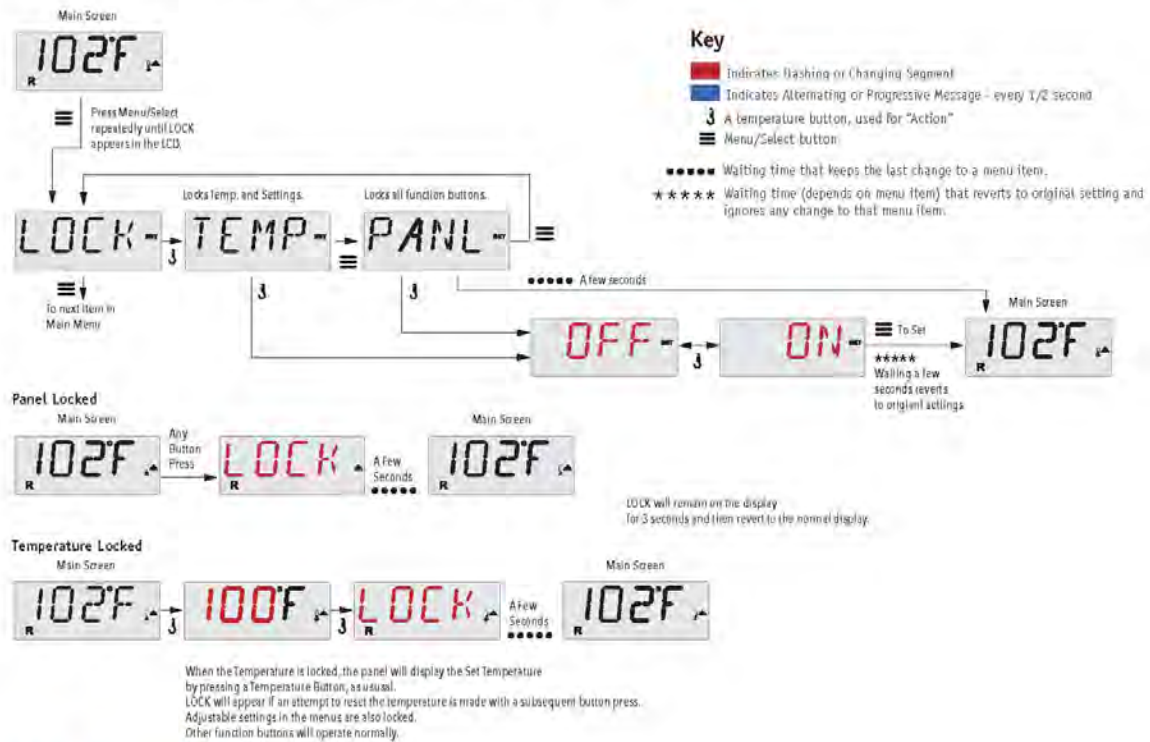 Main Screen
102°F
R
Press Menu/Select
repeatedly until LOCK
appears in the LCD.
Key
Indicates Flashing or Changing Segment
Indicates Alternating or Progressive Message - every 1/2 second
A temperature button, used for "Action"
Menu/Select button
Waiting time that keeps the last change to a menu item.
***** Waiting time (depends on menu item) that reverts to original setting and
ignores any change to that menu item.
Locks Temp. and Settings.
Locks all function buttons.
LOCK
TEMP
PANL
To next item in
Main Menu
A few seconds
OFF
ON
To Set
*****
Waiting a few
seconds reverts
to original settings
Main Screen
102°F
R
Panel Locked
Main Screen
102°F
R
Any
Button
Press
LOCK
R
A Few
Seconds
Main Screen
102°F
R
LOCK will remain on the display
for 3 seconds and then revert to the normal display.
Temperature Locked
Main Screen
102°F
R
100°F
LOCK
R
A Few
Seconds
Main Screen
102°F
R
When the Temperature is locked, the panel will display the Set Temperature
by pressing a Temperature Button, as ususal.
LOCK will appear if an attempt to reset the temperature is made with a subsequent button press.
Adjustable settings in the menus are also locked.
Other function buttons will operate normally.